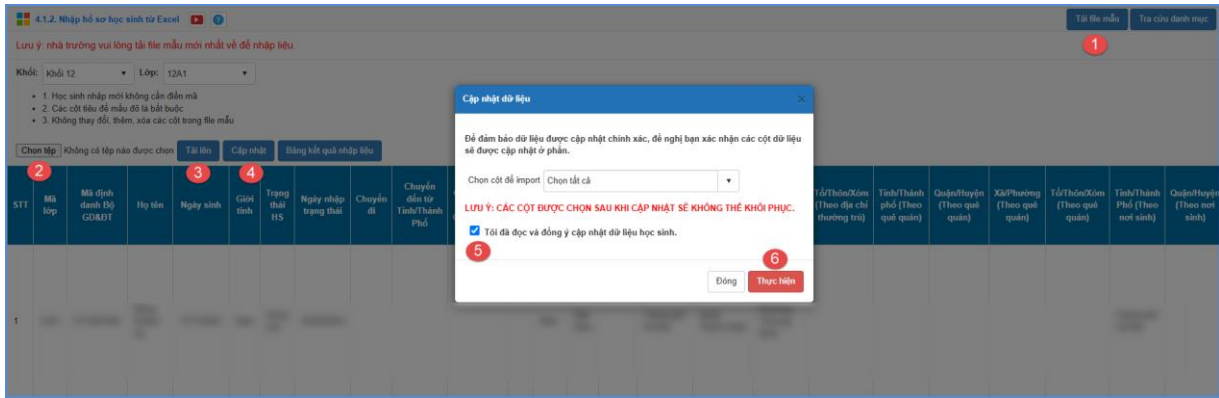 4.1.2. Nhập hồ sơ học sinh từ Excel ?
Tải file mẫu Tra cứu danh mục
Lưu ý: nhà trường vui lòng tải file mẫu mới nhất về để nhập liệu.
1
Khối: Khối 12 Lớp: 12A1
1. Học sinh nhập mới không cần điền mã
2. Các cột tiêu đề mầu đỏ là bắt buộc
3. Không thay đổi, thêm, xóa các cột trong file mẫu
Chọn tệp Không có tệp nào được chọn Tải lên Cập nhật Bảng kết quả nhập liệu
2
3
4
STT
Mã
lớp
Mã định
danh Bộ
GD&ĐT
Họ tên
Ngày sinh
Giới
tính
Trạng
thái
HS
Ngày nhập
trạng thái
Chuyển
đi
Chuyển
đến từ
Tỉnh/Thành
Phố
Tổ/Thôn/Xóm
(Theo địa chỉ
thường trú)
Tỉnh/Thành
phố (Theo
quê quán)
Quận/Huyện
(Theo quê
quán)
Xã/Phường
(Theo quê
quán)
Tổ/Thôn/Xóm
(Theo quê
quán)
Tỉnh/Thành
Phố (Theo
nơi sinh)
Quận/Huyện
(Theo nơi
sinh)
1
Cập nhật dữ liệu ×
Để đảm bảo dữ liệu được cập nhật chính xác, đề nghị bạn xác nhận các cột dữ liệu
sẽ được cập nhật ở phần.
Chọn cột để import Chọn tất cả
LƯU Ý: CÁC CỘT ĐƯỢC CHỌN SAU KHI CẬP NHẬT SẼ KHÔNG THỂ KHÔI PHỤC.
Tôi đã đọc và đồng ý cập nhật dữ liệu học sinh.
5
6
Đóng Thực hiện